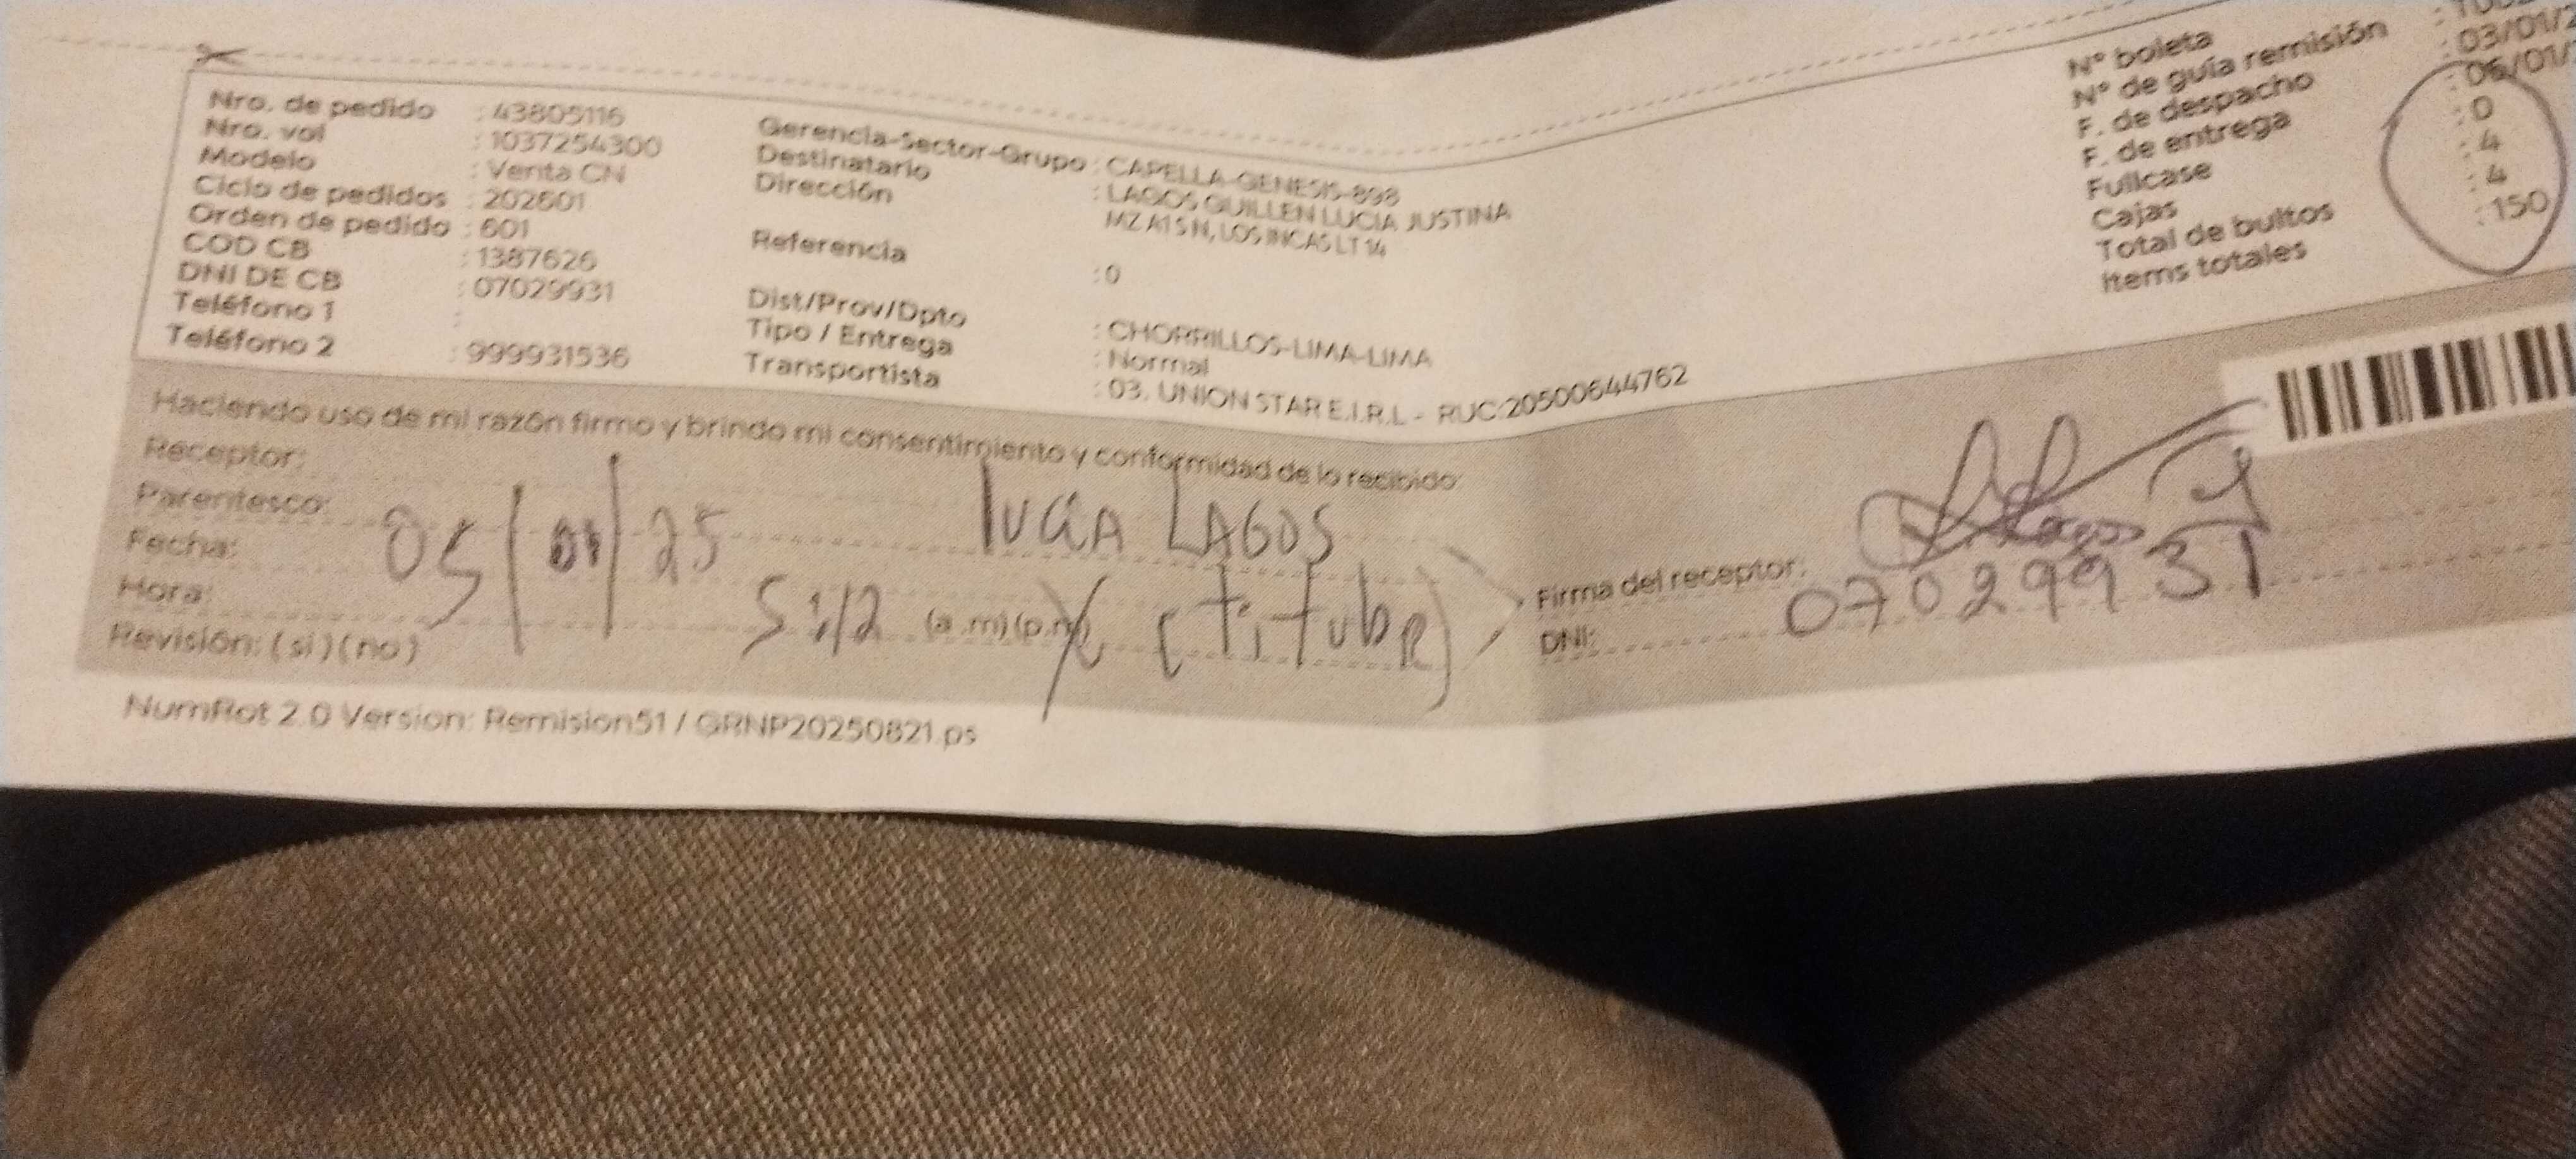 Nro. de pedido : 43805116
Nro. vol : 1037254300
Modelo : Venta CN
Ciclo de pedidos : 202601
Orden de pedido : 601
COD CB : 1387626
DNI DE CB : 07029931
Teléfono 1 :
Teléfono 2 : 999931536
Gerencia-Sector-Grupo : CAPELLA-GENESIS-898
Destinatario : LAGOS GUILLEN LUCIA JUSTINA
Dirección MZ A1 S N, LOS INCAS LT 14
Referencia : 0
Dist/Prov/Dpto : CHORRILLOS-LIMA-LIMA
Tipo / Entrega : Normal
Transportista : 03. UNION STAR E.I.R.L - RUC:20500644762
N° boleta
N° de guía remisión
F. de despacho : 03/01/2
F. de entrega : 06/01/
Fullcase : 0
Cajas : 4
Total de bultos : 4
Items totales : 150
Haciendo uso de mi razón firmo y brindo mi consentimiento y conformidad de lo recibido:
Receptor: lucia LAGOS
Parentesco:
Fecha: 05/01/25
Hora: (a.m)(p.m)
Revisión: (si)(no)
Firma del receptor:
DNI: 07029931
NumRot 2.0 Version: Remision51 / GRNP20250821.ps